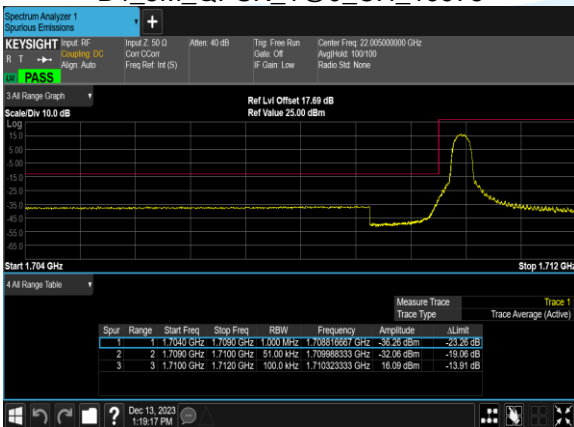 Spectrum Analyzer 1
Spurious Emissions
+
KEYSIGHT Input: RF Input Z: 50 Ω Atten: 40 dB Trig: Free Run Center Freq: 22.005000000 GHz
R T Coupling: DC Corr CCorr Gate: Off Avg|Hold: 100/100
Align: Auto Freq Ref: Int (S) IF Gain: Low Radio Std: None
LW PASS
3 All Range Graph
Ref Lvl Offset 17.69 dB
Scale/Div 10.0 dB Ref Value 25.00 dBm
Log
15.0
5.00
-5.00
-15.0
-25.0
-35.0
-45.0
-55.0
-65.0
Start 1.704 GHz Stop 1.712 GHz
4 All Range Table
Measure Trace Trace 1
Trace Type Trace Average (Active)
Spur Range Start Freq Stop Freq RBW Frequency Amplitude ΔLimit
1 1 1.7040 GHz 1.7090 GHz 1.000 MHz 1.708816667 GHz -36.26 dBm -23.26 dB
2 2 1.7090 GHz 1.7100 GHz 51.00 kHz 1.709988333 GHz -32.06 dBm -19.06 dB
3 3 1.7100 GHz 1.7120 GHz 100.0 kHz 1.710323333 GHz 16.09 dBm -13.91 dB
? Dec 13, 2023
1:19:17 PM